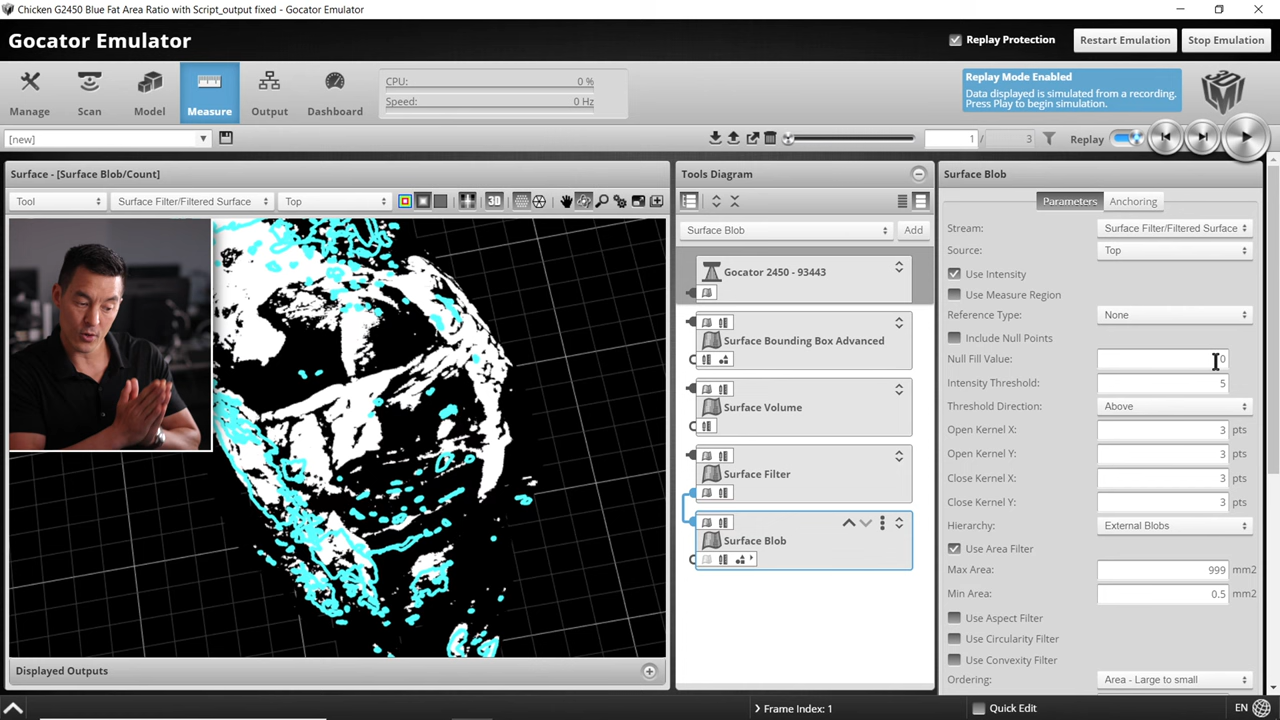 Chicken G2450 Blue Fat Area Ratio with Script_output fixed - Gocator Emulator
Gocator Emulator
Replay Protection
Restart Emulation
Stop Emulation
Manage
Scan
Model
Measure
Output
Dashboard
CPU: 0 %
Speed: 0 Hz
Replay Mode Enabled
Data displayed is simulated from a recording.
Press Play to begin simulation.
[new]
1 / 3
Replay
Surface - [Surface Blob/Count]
Tool
Surface Filter/Filtered Surface
Top
3D
Displayed Outputs
Tools Diagram
Surface Blob
Add
Gocator 2450 - 93443
Surface Bounding Box Advanced
Surface Volume
Surface Filter
Surface Blob
Surface Blob
Parameters
Anchoring
Stream: Surface Filter/Filtered Surface
Source: Top
Use Intensity
Use Measure Region
Reference Type: None
Include Null Points
Null Fill Value: 0
Intensity Threshold: 5
Threshold Direction: Above
Open Kernel X: 3 pts
Open Kernel Y: 3 pts
Close Kernel X: 3 pts
Close Kernel Y: 3 pts
Hierarchy: External Blobs
Use Area Filter
Max Area: 999 mm2
Min Area: 0.5 mm2
Use Aspect Filter
Use Circularity Filter
Use Convexity Filter
Ordering: Area - Large to small
Frame Index: 1
Quick Edit
EN